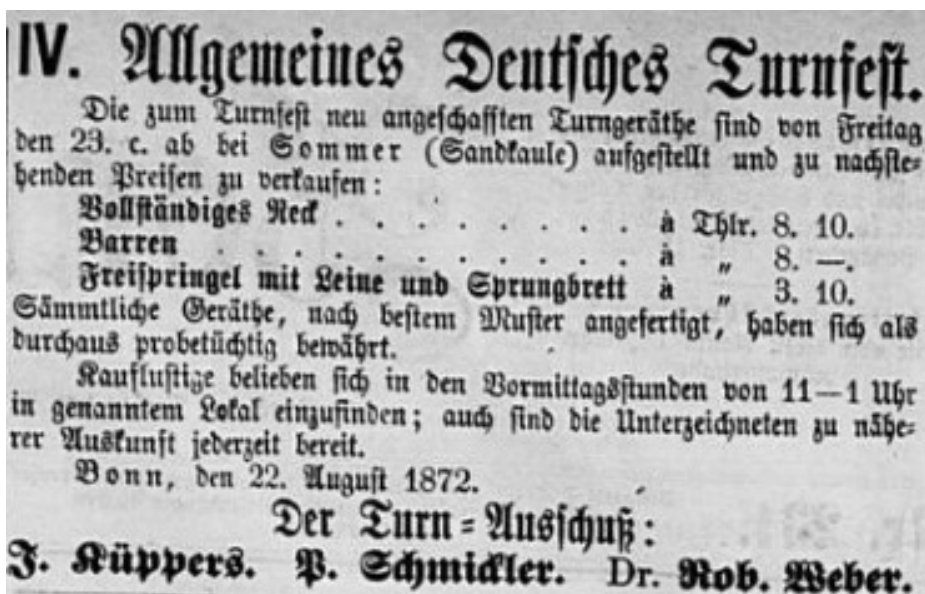 IV. Allgemeines Deutsches Turnfest.
Die zum Turnfest neu angeschafften Turngeräthe sind von Freitag
den 23. c. ab bei Sommer (Sandkaule) aufgestellt und zu nachste-
henden Preisen zu verkaufen:
Vollständiges Reck . . . . . . . . . à Thlr. 8. 10.
Barren . . . . . . . . . . . à „ 8. —.
Freispringel mit Leine und Sprungbrett à „ 3. 10.
Sämmtliche Geräthe, nach bestem Muster angefertigt, haben sich als
durchaus probetüchtig bewährt.
Kauflustige belieben sich in den Vormittagsstunden von 11—1 Uhr
in genanntem Lokal einzufinden; auch sind die Unterzeichneten zu nähe-
rer Auskunft jederzeit bereit.
Bonn, den 22. August 1872.
Der Turn-Ausschuß:
J. Küppers. P. Schmickler. Dr. Rob. Weber.